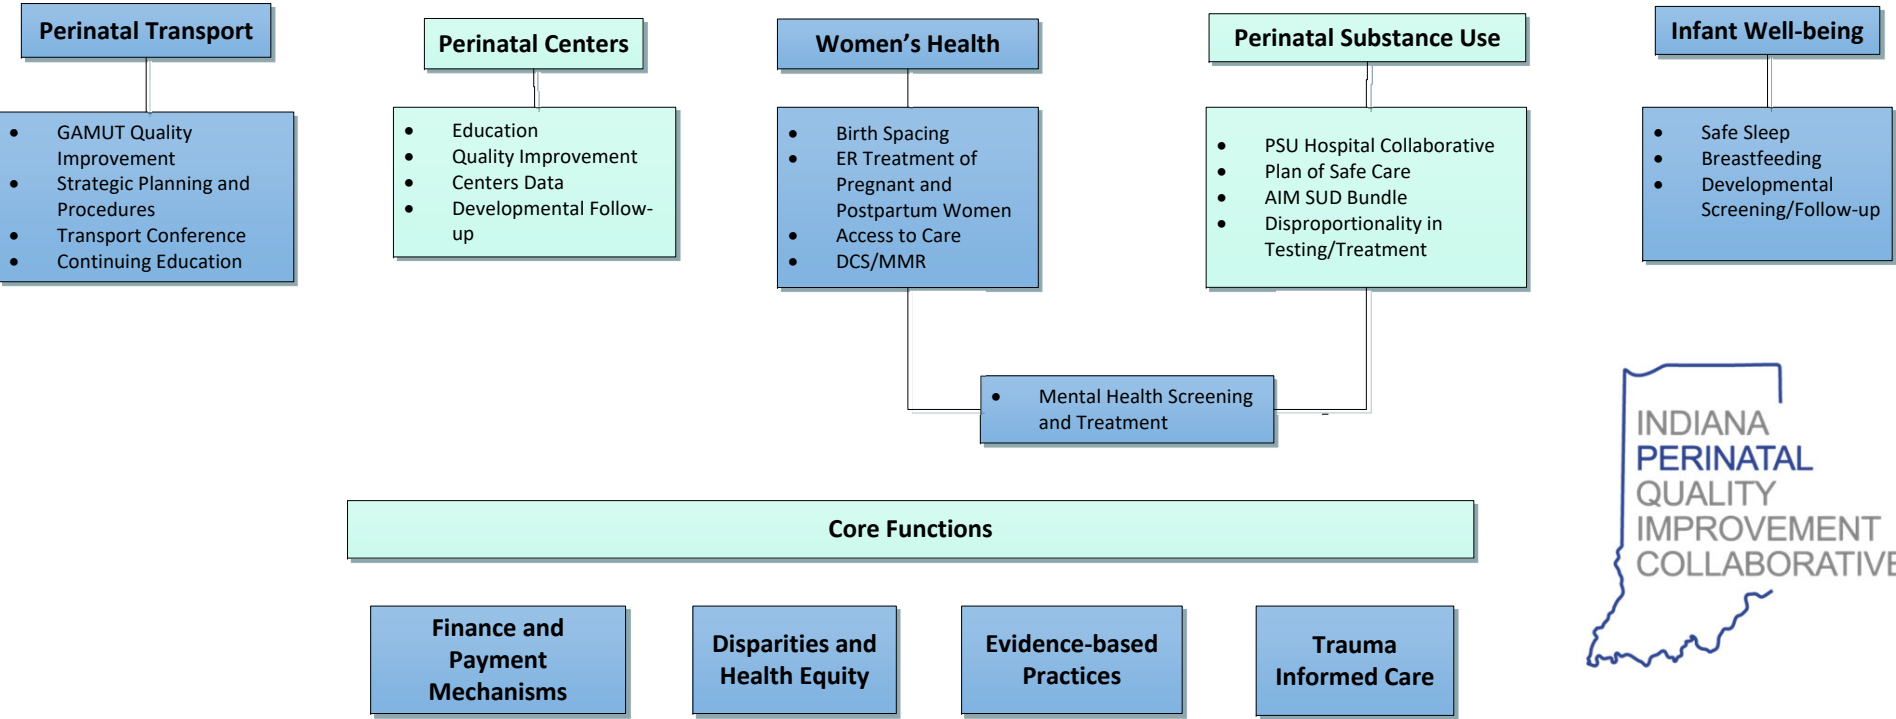 Perinatal Transport
• GAMUT Quality
Improvement
• Strategic Planning and
Procedures
• Transport Conference
• Continuing Education
Perinatal Centers
• Education
• Quality Improvement
• Centers Data
• Developmental Follow-
up
Women’s Health
• Birth Spacing
• ER Treatment of
Pregnant and
Postpartum Women
• Access to Care
• DCS/MMR
Perinatal Substance Use
• PSU Hospital Collaborative
• Plan of Safe Care
• AIM SUD Bundle
• Disproportionality in
Testing/Treatment
Infant Well-being
• Safe Sleep
• Breastfeeding
• Developmental
Screening/Follow-up
• Mental Health Screening
and Treatment
INDIANA
PERINATAL
QUALITY
IMPROVEMENT
COLLABORATIVE
Core Functions
Finance and
Payment
Mechanisms
Disparities and
Health Equity
Evidence-based
Practices
Trauma
Informed Care